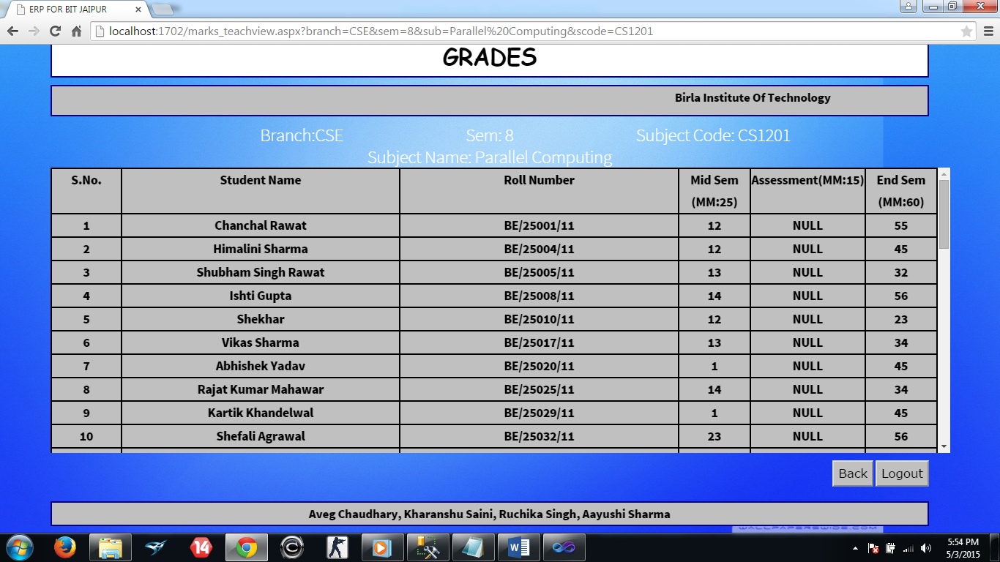 ERP FOR BIT JAIPUR
localhost:1702/marks_teachview.aspx?branch=CSE&sem=8&sub=Parallel%20Computing&scode=CS1201
GRADES
Birla Institute Of Technology
Branch:CSE Sem: 8 Subject Code: CS1201
Subject Name: Parallel Computing
S.No. Student Name Roll Number Mid Sem Assessment(MM:15) End Sem
(MM:25) (MM:60)
1 Chanchal Rawat BE/25001/11 12 NULL 55
2 Himalini Sharma BE/25004/11 12 NULL 45
3 Shubham Singh Rawat BE/25005/11 13 NULL 32
4 Ishti Gupta BE/25008/11 14 NULL 56
5 Shekhar BE/25010/11 12 NULL 23
6 Vikas Sharma BE/25017/11 13 NULL 34
7 Abhishek Yadav BE/25020/11 1 NULL 45
8 Rajat Kumar Mahawar BE/25025/11 14 NULL 34
9 Kartik Khandelwal BE/25029/11 1 NULL 45
10 Shefali Agrawal BE/25032/11 23 NULL 56
Back Logout
Aveg Chaudhary, Kharanshu Saini, Ruchika Singh, Aayushi Sharma
WALLPAPERSWIDE.COM
14
5:54 PM
5/3/2015